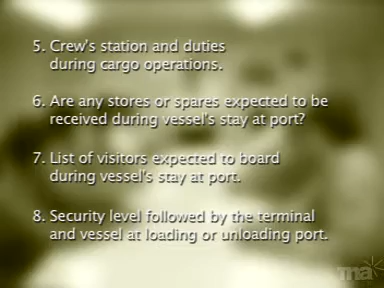 5. Crew's station and duties
during cargo operations.
6. Are any stores or spares expected to be
received during vessel's stay at port?
7. List of visitors expected to board
during vessel's stay at port.
8. Security level followed by the terminal
and vessel at loading or unloading port.
ma